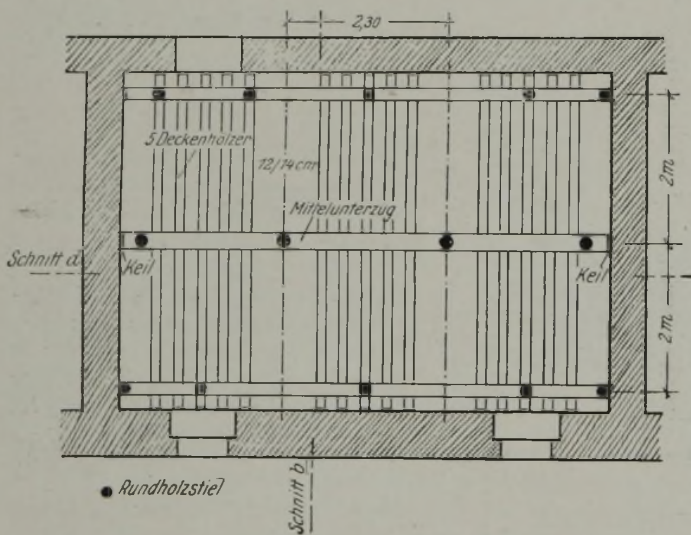 2,30
5 Deckenhölzer
12/14 cm
2m
Mittelunterzug
Schnitt a
Keil
Keil
2m
Rundholzstiel
Schnitt b